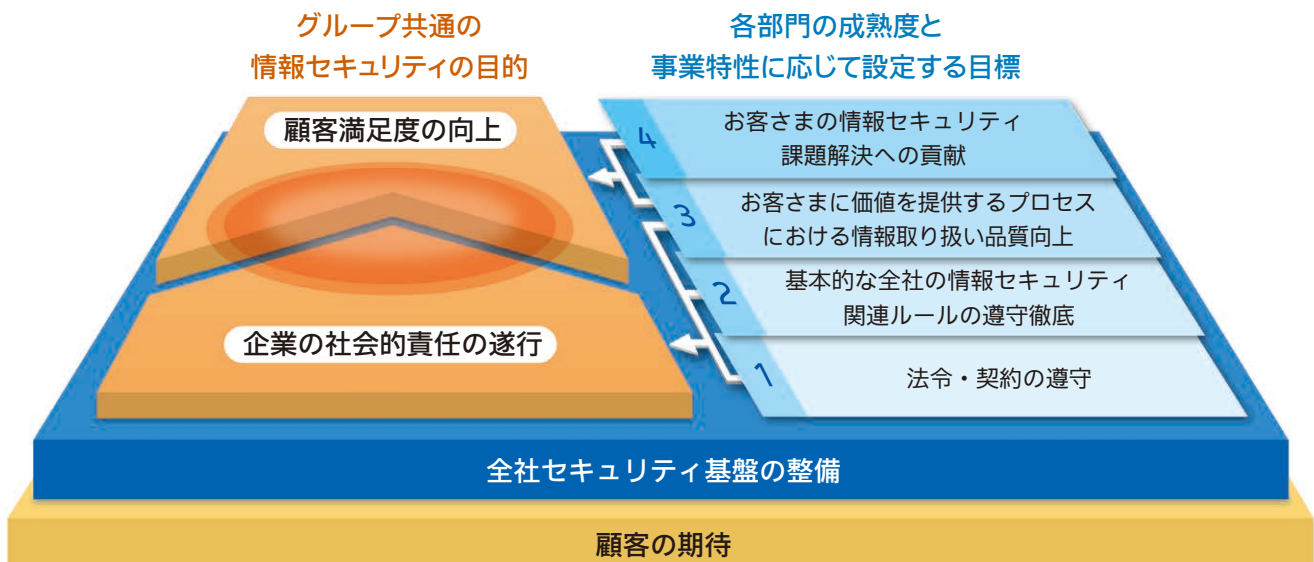 グループ共通の
情報セキュリティの目的
各部門の成熟度と
事業特性に応じて設定する目標
顧客満足度の向上
企業の社会的責任の遂行
4
お客さまの情報セキュリティ
課題解決への貢献
3
お客さまに価値を提供するプロセス
における情報取り扱い品質向上
2
基本的な全社の情報セキュリティ
関連ルールの遵守徹底
1
法令・契約の遵守
全社セキュリティ基盤の整備
顧客の期待